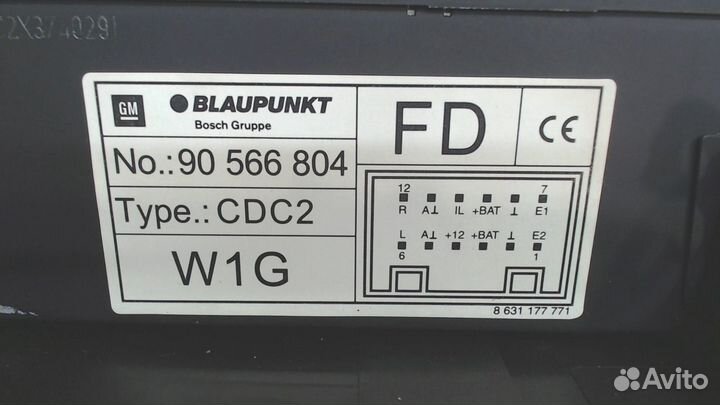 GM
BLAUPUNKT
Bosch Gruppe
FD
CE
No.: 90 566 804
Type.: CDC2
W1G
12 7
R A⊥ IL +BAT ⊥ E1
L A⊥ +12 +BAT ⊥ E2
6 1
8 631 177 771
Avito